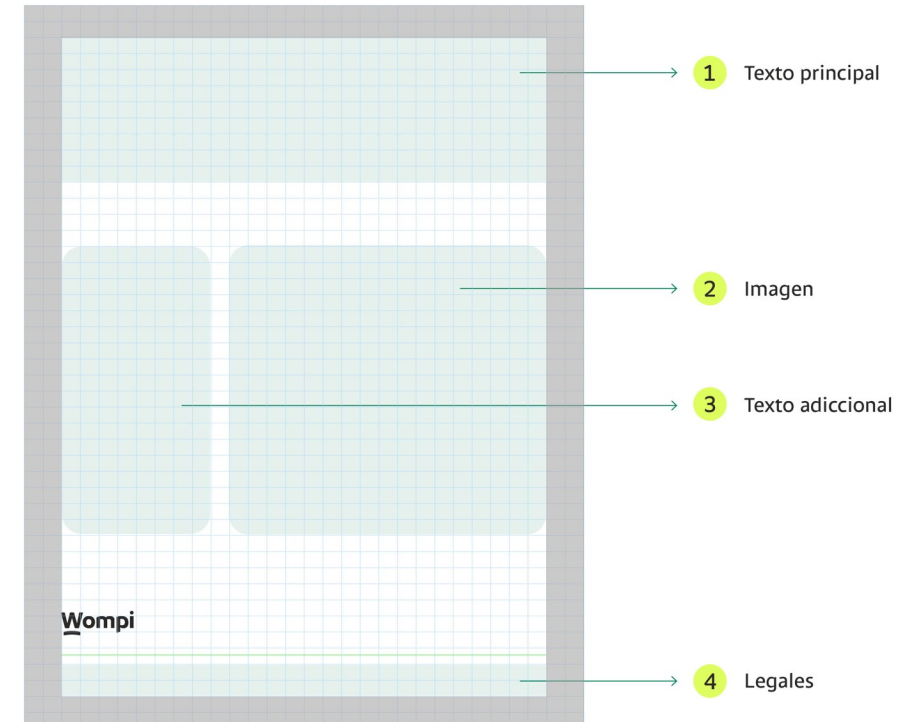 1 Texto principal
2 Imagen
3 Texto adiccional
Wompi
4 Legales